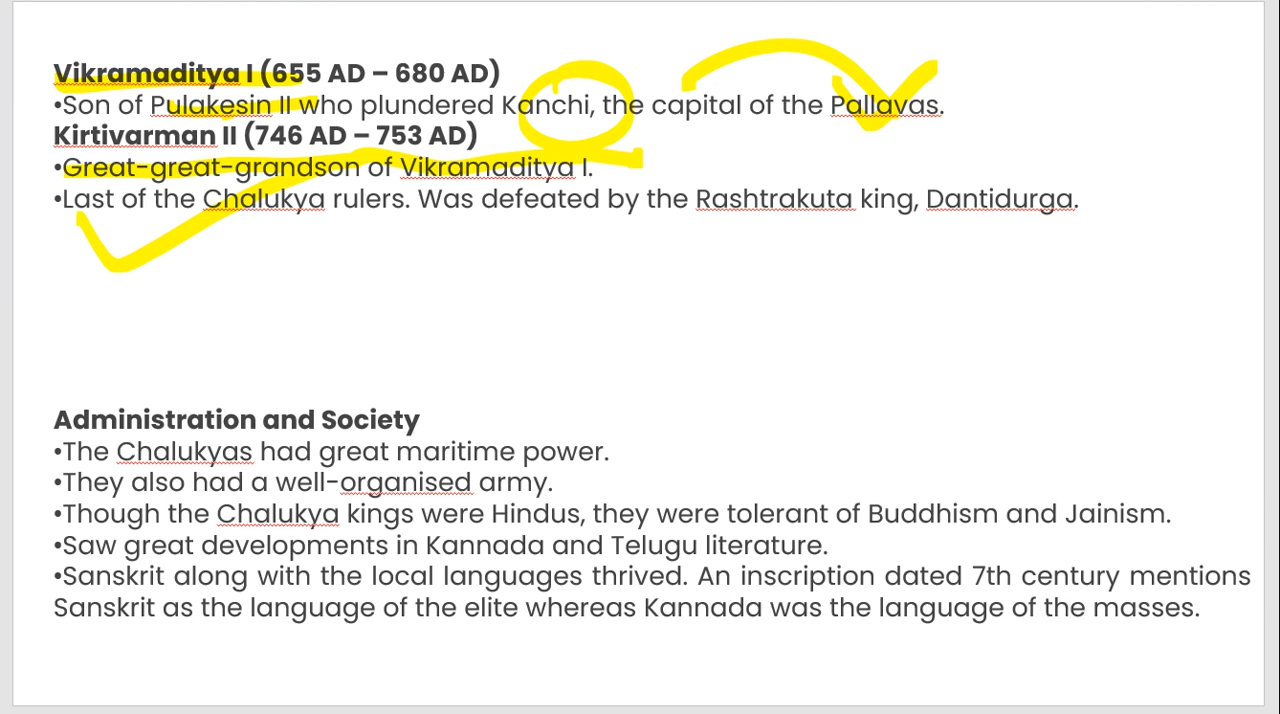 Vikramaditya I (655 AD – 680 AD)
•Son of Pulakesin II who plundered Kanchi, the capital of the Pallavas.
Kirtivarman II (746 AD – 753 AD)
•Great-great-grandson of Vikramaditya I.
•Last of the Chalukya rulers. Was defeated by the Rashtrakuta king, Dantidurga.
Administration and Society
•The Chalukyas had great maritime power.
•They also had a well-organised army.
•Though the Chalukya kings were Hindus, they were tolerant of Buddhism and Jainism.
•Saw great developments in Kannada and Telugu literature.
•Sanskrit along with the local languages thrived. An inscription dated 7th century mentions
Sanskrit as the language of the elite whereas Kannada was the language of the masses.